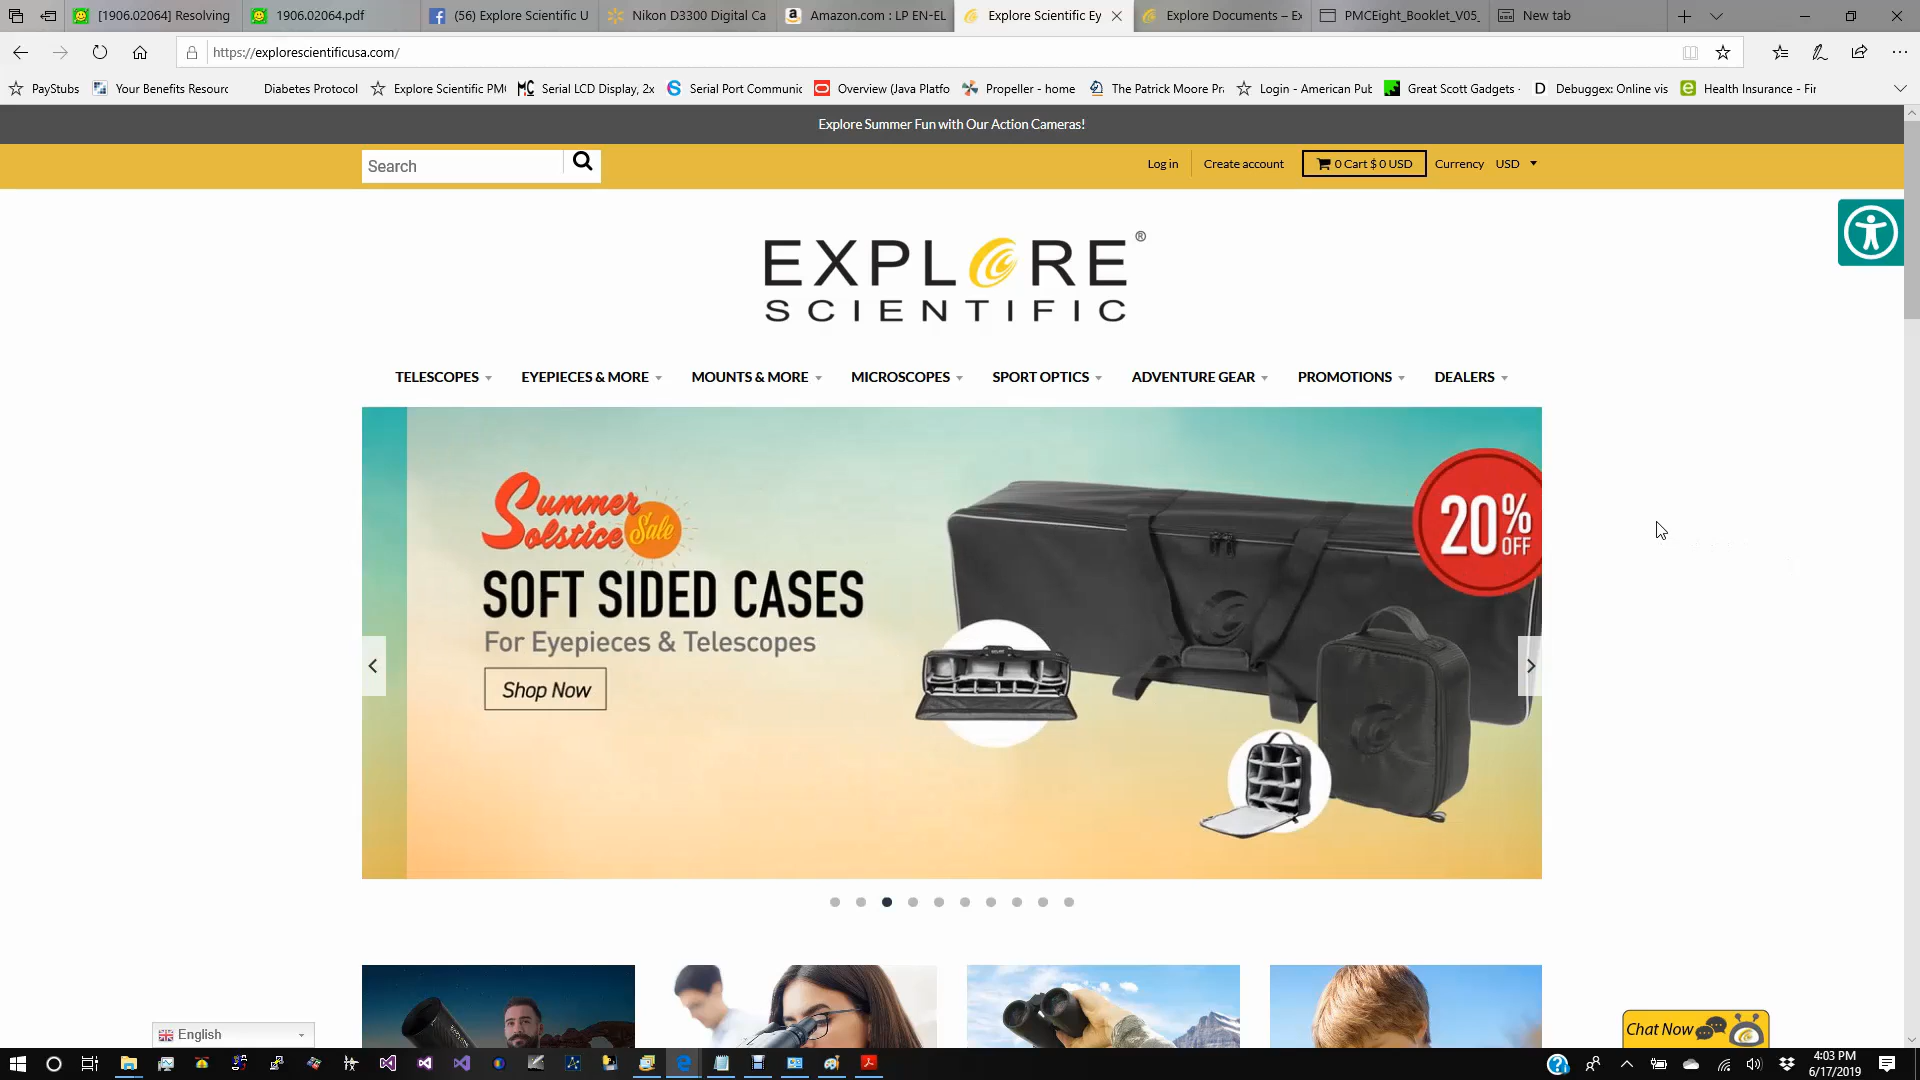 [1906.02064] Resolving
1906.02064.pdf
(56) Explore Scientific U
Nikon D3300 Digital Ca
Amazon.com : LP EN-EL
Explore Scientific Ey
Explore Documents – Ex
PMCEight_Booklet_V05_
New tab
https://explorescientificusa.com/
PayStubs
Your Benefits Resourc
Diabetes Protocol
Explore Scientific PMC
Serial LCD Display, 2x
Serial Port Communic
Overview (Java Platfo
Propeller - home
The Patrick Moore Pra
Login - American Pub
Great Scott Gadgets -
Debuggex: Online vis
Health Insurance - Fin
Explore Summer Fun with Our Action Cameras!
Search
Log in
Create account
0 Cart $ 0 USD
Currency USD
EXPLORE®
SCIENTIFIC
TELESCOPES
EYEPIECES & MORE
MOUNTS & MORE
MICROSCOPES
SPORT OPTICS
ADVENTURE GEAR
PROMOTIONS
DEALERS
Summer
Solstice Sale
SOFT SIDED CASES
For Eyepieces & Telescopes
Shop Now
20%
OFF
English
Chat Now
4:03 PM
6/17/2019